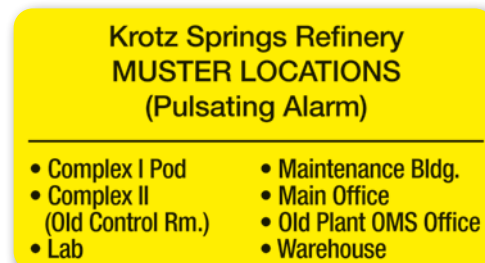 Krotz Springs Refinery
MUSTER LOCATIONS
(Pulsating Alarm)
• Complex I Pod
• Complex II
(Old Control Rm.)
• Lab
• Maintenance Bldg.
• Main Office
• Old Plant OMS Office
• Warehouse